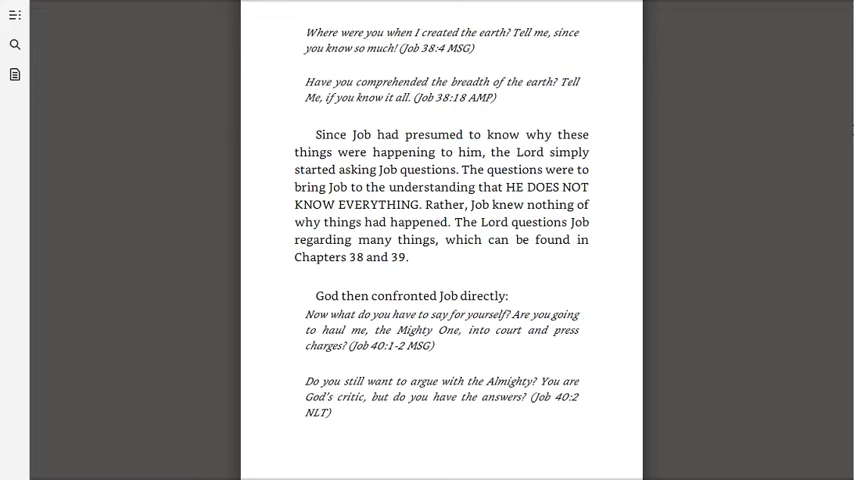 Where were you when I created the earth? Tell me, since
you know so much! (Job 38:4 MSG)
Have you comprehended the breadth of the earth? Tell
Me, if you know it all. (Job 38:18 AMP)
Since Job had presumed to know why these
things were happening to him, the Lord simply
started asking Job questions. The questions were to
bring Job to the understanding that HE DOES NOT
KNOW EVERYTHING. Rather, Job knew nothing of
why things had happened. The Lord questions Job
regarding many things, which can be found in
Chapters 38 and 39.
God then confronted Job directly:
Now what do you have to say for yourself? Are you going
to haul me, the Mighty One, into court and press
charges? (Job 40:1-2 MSG)
Do you still want to argue with the Almighty? You are
God's critic, but do you have the answers? (Job 40:2
NLT)